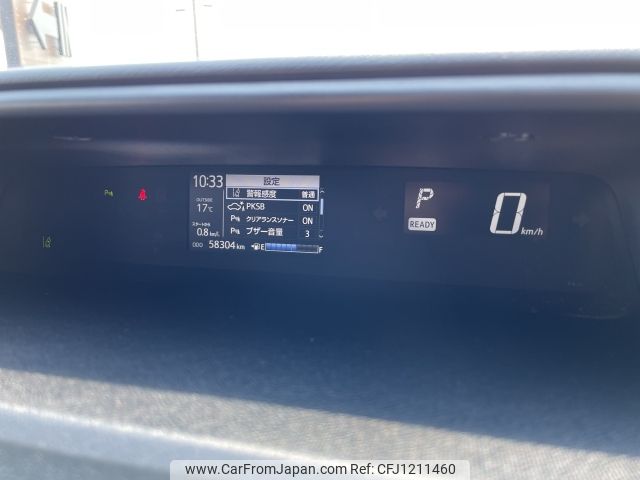 10:33
設定
警報感度 普通
OUTSIDE
17℃
PKSB ON
クリアランスソナー ON
0.8 km/L
ブザー音量 3
ODO 58304 km
E F
P
READY
0 km/h
www.CarFromJapan.com | Ref: CFJ1211460